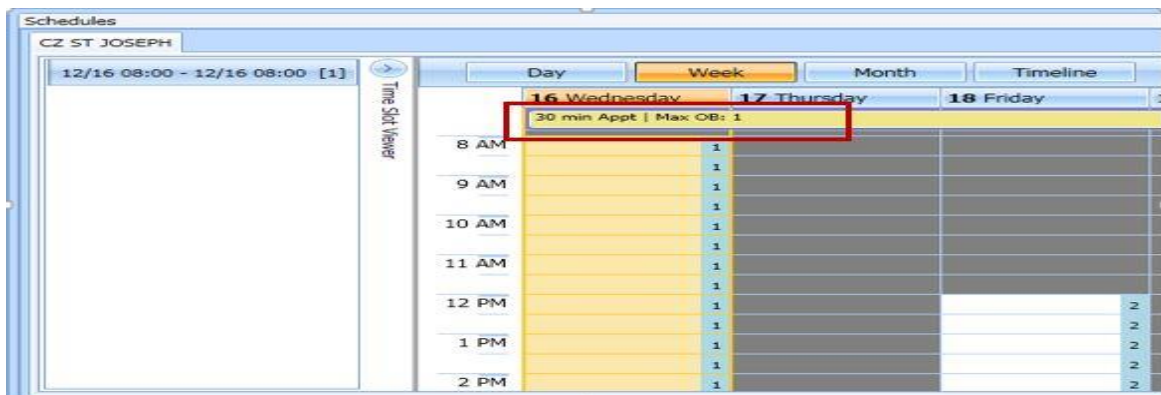 Schedules
CZ ST JOSEPH
12/16 08:00 - 12/16 08:00 [1]
Time Slot Viewer
Day Week Month Timeline
16 Wednesday 17 Thursday 18 Friday
30 min Appt | Max OB: 1
8 AM 1
1
9 AM 1
1
10 AM 1
1
11 AM 1
1
12 PM 1 2
1 2
1 PM 1 2
1 2
2 PM 1 2